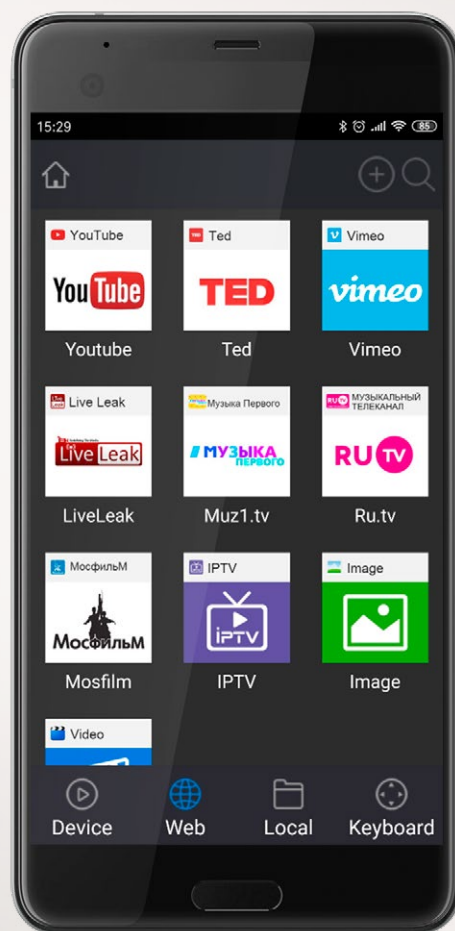 15:29
85
YouTube
Ted
Vimeo
YouTube
TED
vimeo
Youtube
Ted
Vimeo
Live Leak
Музыка Первого
МУЗЫКАЛЬНЫЙ
ТЕЛЕКАНАЛ
LiveLeak
МУЗЫКА
ПЕРВОГО
RU TV
LiveLeak
Muz1.tv
Ru.tv
МосфильМ
IPTV
Image
МосфильМ
iPTV
Mosfilm
IPTV
Image
Video
Device
Web
Local
Keyboard